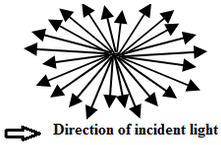 Direction of incident light